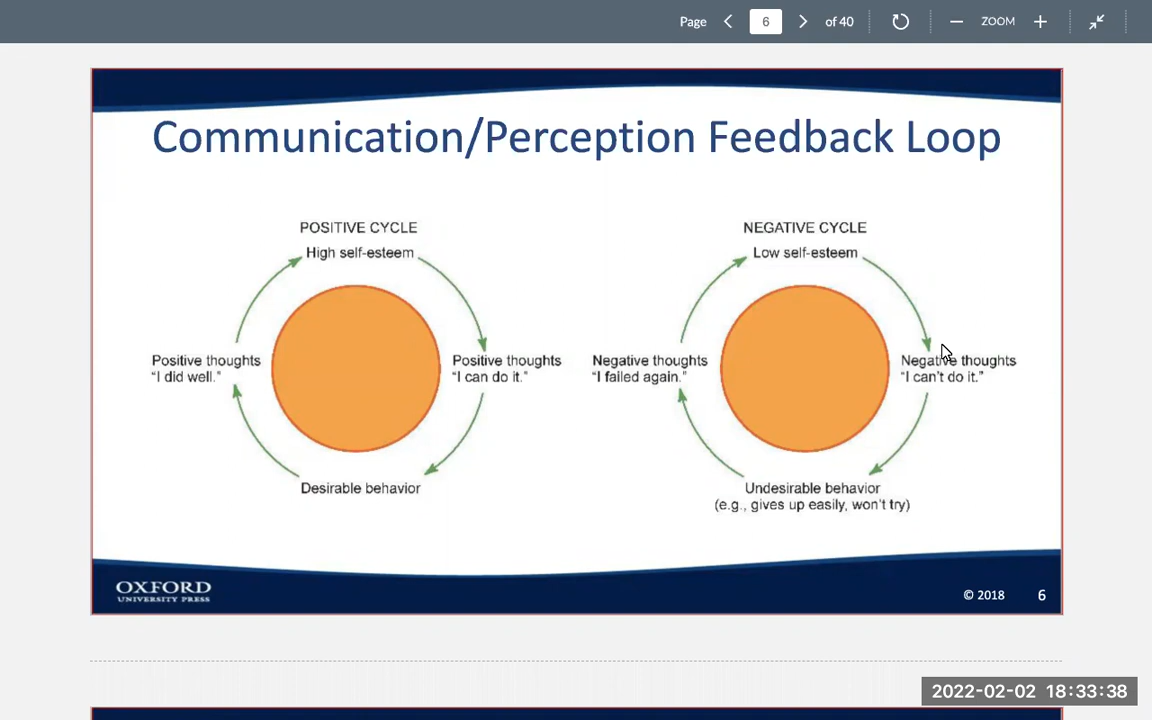 Page 6 of 40 ZOOM
Communication/Perception Feedback Loop
POSITIVE CYCLE
High self-esteem
Positive thoughts
"I can do it."
Desirable behavior
Positive thoughts
"I did well."
NEGATIVE CYCLE
Low self-esteem
Negative thoughts
"I can't do it."
Undesirable behavior
(e.g., gives up easily, won't try)
Negative thoughts
"I failed again."
OXFORD
UNIVERSITY PRESS
© 2018 6
2022-02-02 18:33:38